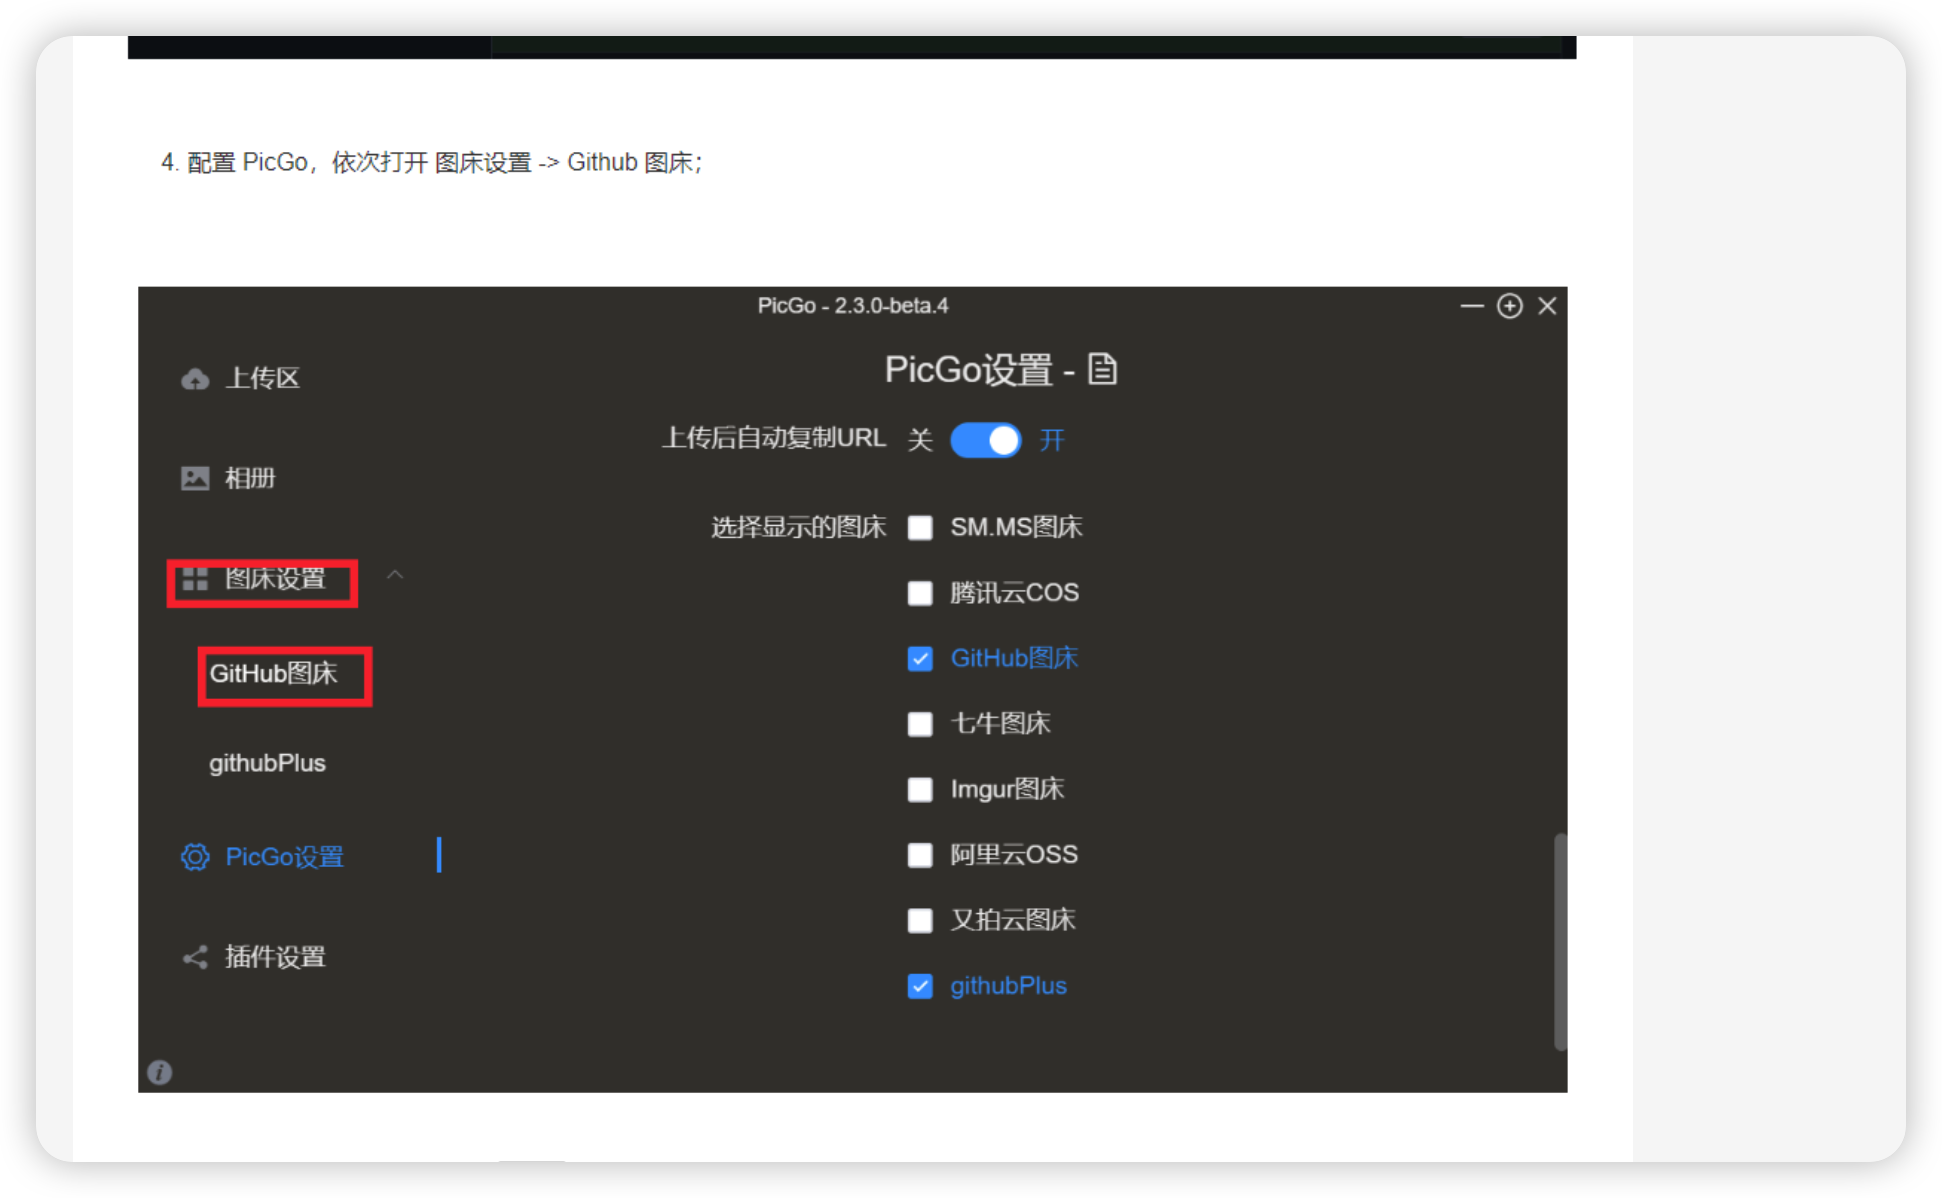 4. 配置 PicGo，依次打开 图床设置 -> Github 图床；
PicGo - 2.3.0-beta.4
上传区
相册
图床设置
GitHub图床
githubPlus
PicGo设置
插件设置
PicGo设置 -
上传后自动复制URL 关 开
选择显示的图床 SM.MS图床
腾讯云COS
GitHub图床
七牛图床
Imgur图床
阿里云OSS
又拍云图床
githubPlus